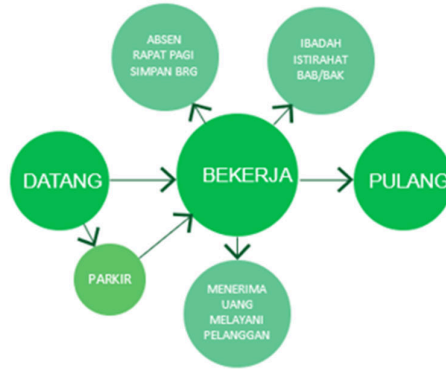 ABSEN
RAPAT PAGI
SIMPAN BRG
IBADAH
ISTIRAHAT
BAB/BAK
DATANG
BEKERJA
PULANG
PARKIR
MENERIMA
UANG
MELAYANI
PELANGGAN